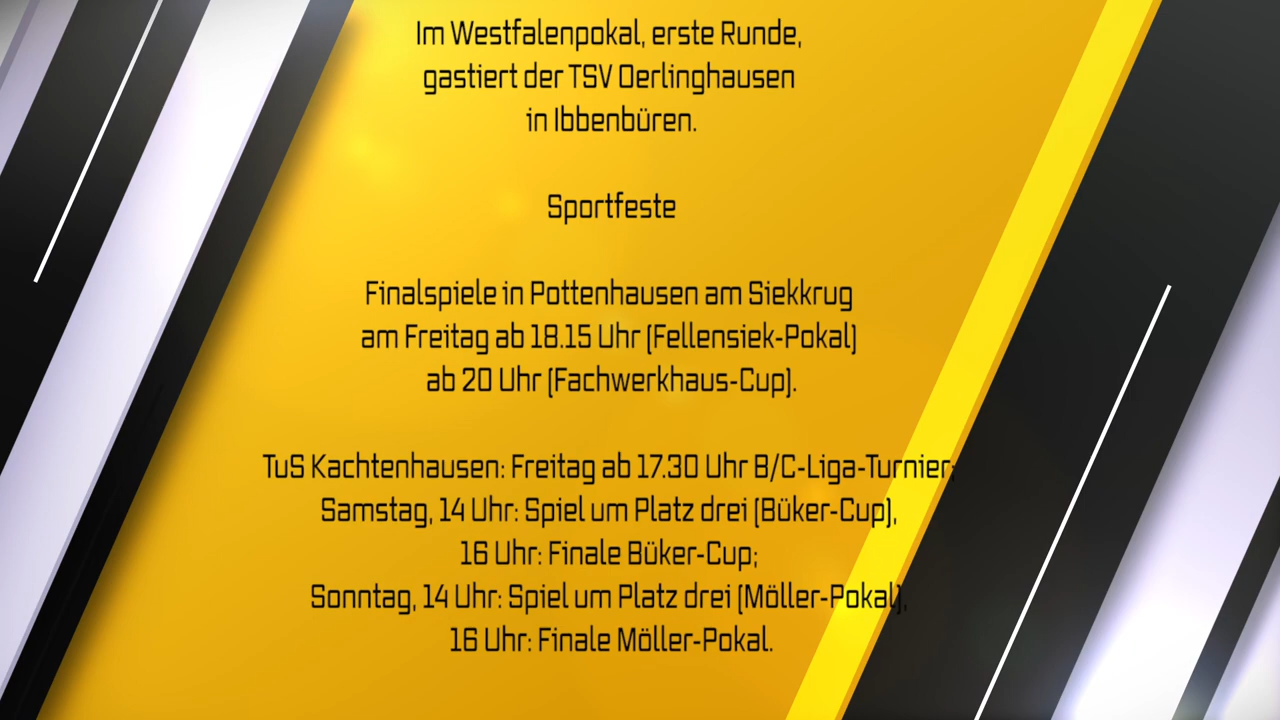 Im Westfalenpokal, erste Runde,
gastiert der TSV Oerlinghausen
in Ibbenbüren.
Sportfeste
Finalspiele in Pottenhausen am Siekkrug
am Freitag ab 18.15 Uhr (Fellensiek-Pokal)
ab 20 Uhr (Fachwerkhaus-Cup).
TuS Kachtenhausen: Freitag ab 17.30 Uhr B/C-Liga-Turnier;
Samstag, 14 Uhr: Spiel um Platz drei (Büker-Cup),
16 Uhr: Finale Büker-Cup;
Sonntag, 14 Uhr: Spiel um Platz drei (Möller-Pokal),
16 Uhr: Finale Möller-Pokal.